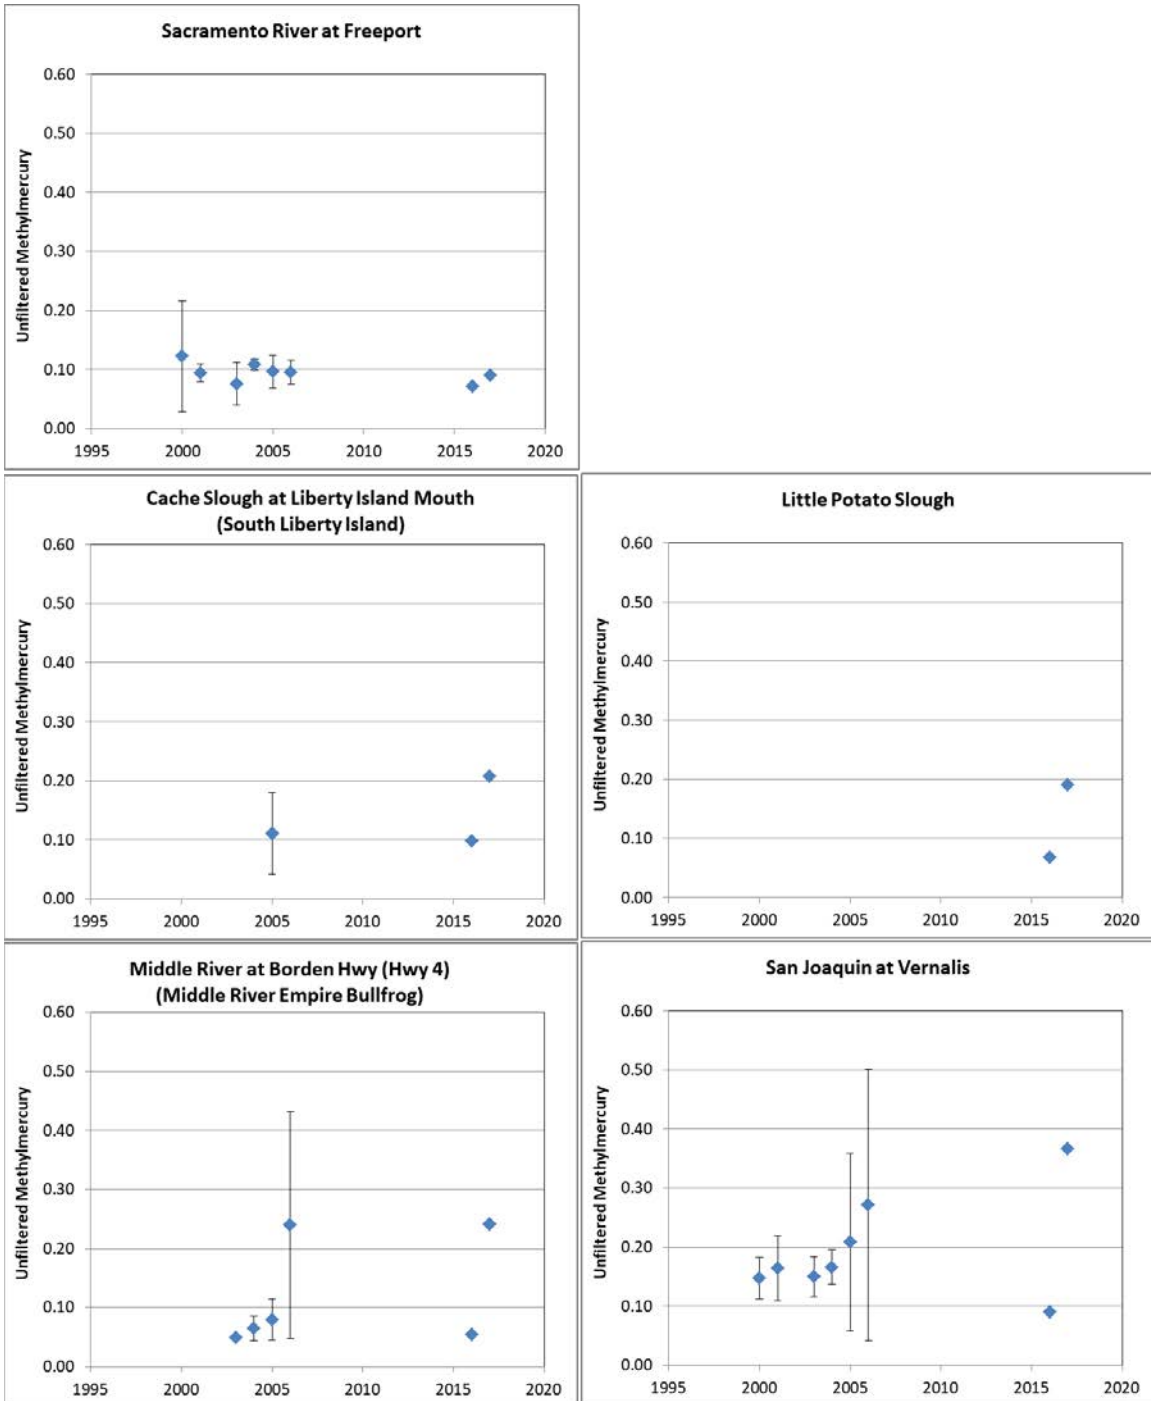 Sacramento River at Freeport
Unfiltered Methylmercury
0.60
0.50
0.40
0.30
0.20
0.10
0.00
1995 2000 2005 2010 2015 2020
Cache Slough at Liberty Island Mouth
(South Liberty Island)
Unfiltered Methylmercury
0.60
0.50
0.40
0.30
0.20
0.10
0.00
1995 2000 2005 2010 2015 2020
Little Potato Slough
Unfiltered Methylmercury
0.60
0.50
0.40
0.30
0.20
0.10
0.00
1995 2000 2005 2010 2015 2020
Middle River at Borden Hwy (Hwy 4)
(Middle River Empire Bullfrog)
Unfiltered Methylmercury
0.60
0.50
0.40
0.30
0.20
0.10
0.00
1995 2000 2005 2010 2015 2020
San Joaquin at Vernalis
Unfiltered Methylmercury
0.60
0.50
0.40
0.30
0.20
0.10
0.00
1995 2000 2005 2010 2015 2020